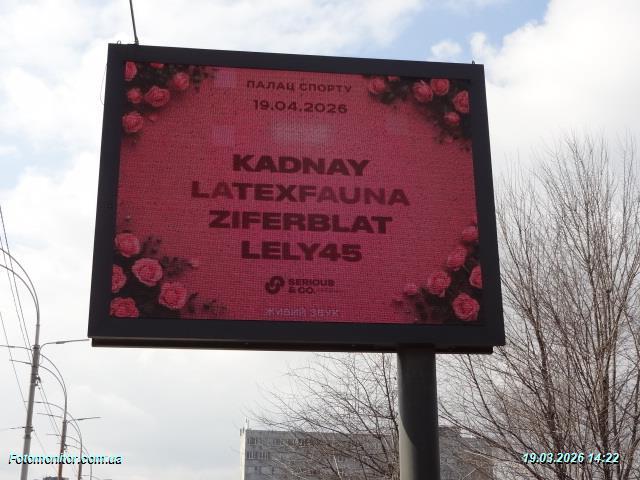 ПАЛАЦ СПОРТУ
19.04.2026
KADNAY
LATEXFAUNA
ZIFERBLAT
LELY45
SERIOUS
& CO.
ЖИВИЙ ЗВУК
Fotomonitor.com.ua
19.03.2026 14:22